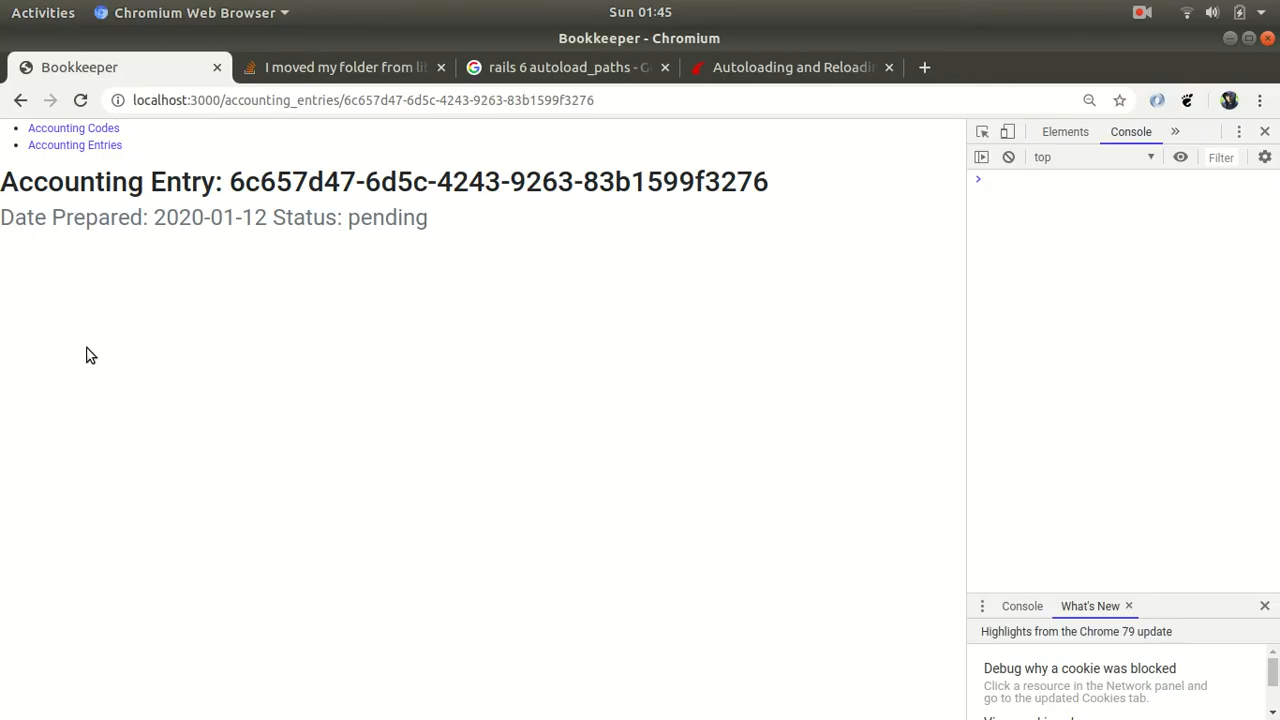 Activities Chromium Web Browser Sun 01:45
Bookkeeper - Chromium
Bookkeeper I moved my folder from li rails 6 autoload_paths - G Autoloading and Reloadin
localhost:3000/accounting_entries/6c657d47-6d5c-4243-9263-83b1599f3276
Accounting Codes
Accounting Entries
Accounting Entry: 6c657d47-6d5c-4243-9263-83b1599f3276
Date Prepared: 2020-01-12 Status: pending
Elements Console
top Filter
Console What's New
Highlights from the Chrome 79 update
Debug why a cookie was blocked
Click a resource in the Network panel and
go to the updated Cookies tab.